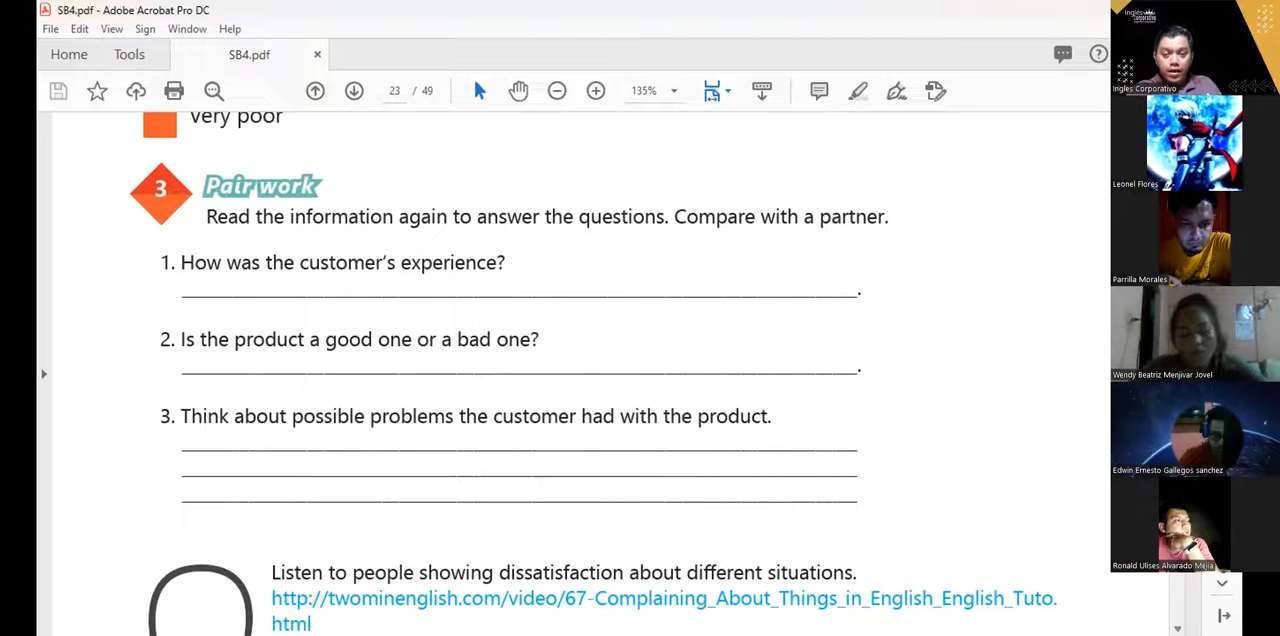 SB4.pdf - Adobe Acrobat Pro DC
File Edit View Sign Window Help
Home Tools SB4.pdf ×
23 / 49 135%
Very poor
3 Pair work
Read the information again to answer the questions. Compare with a partner.
1. How was the customer's experience?
.
2. Is the product a good one or a bad one?
.
3. Think about possible problems the customer had with the product.
Listen to people showing dissatisfaction about different situations.
http://twominenglish.com/video/67-Complaining_About_Things_in_English_English_Tuto.
html
Inglés
Corporativo
Ingles Corporativo
Leonel Flores
Parrilla Morales
Wendy Beatriz Menjivar Jovel
Edwin Ernesto Gallegos sanchez
Ronald Ulises Alvarado Mejia